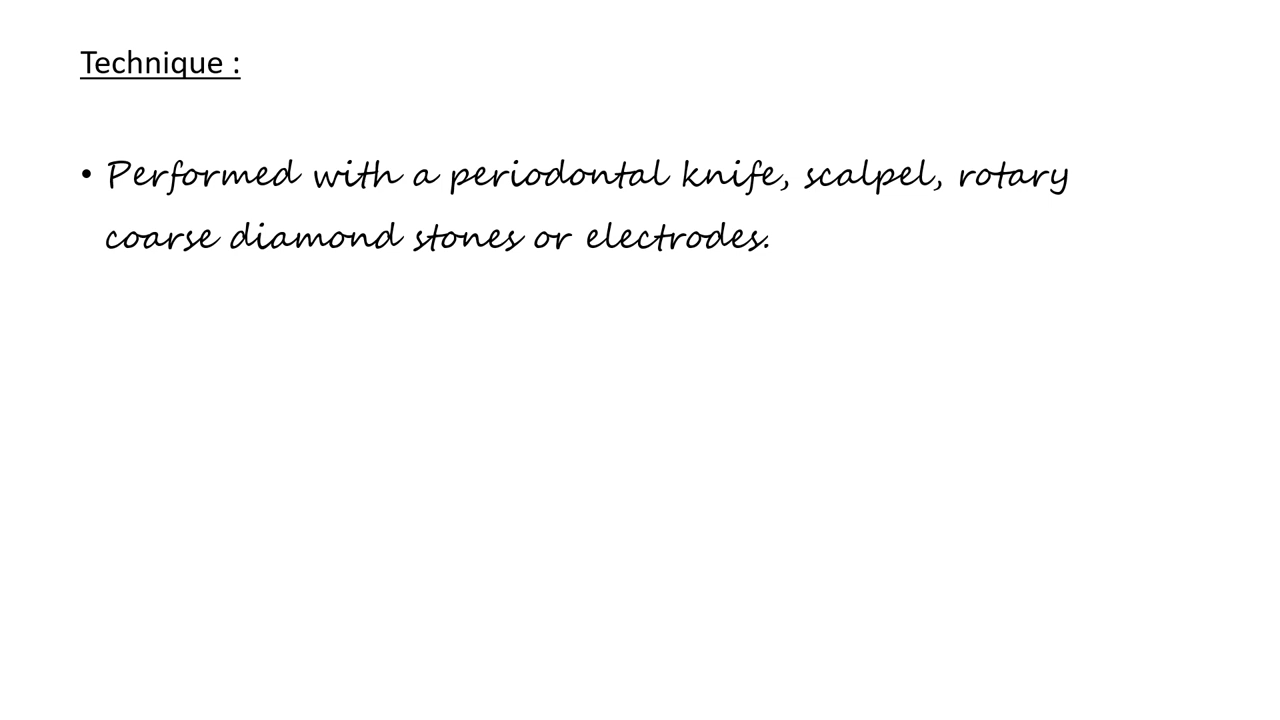 Technique :
• Performed with a periodontal knife, scalpel, rotary
coarse diamond stones or electrodes.